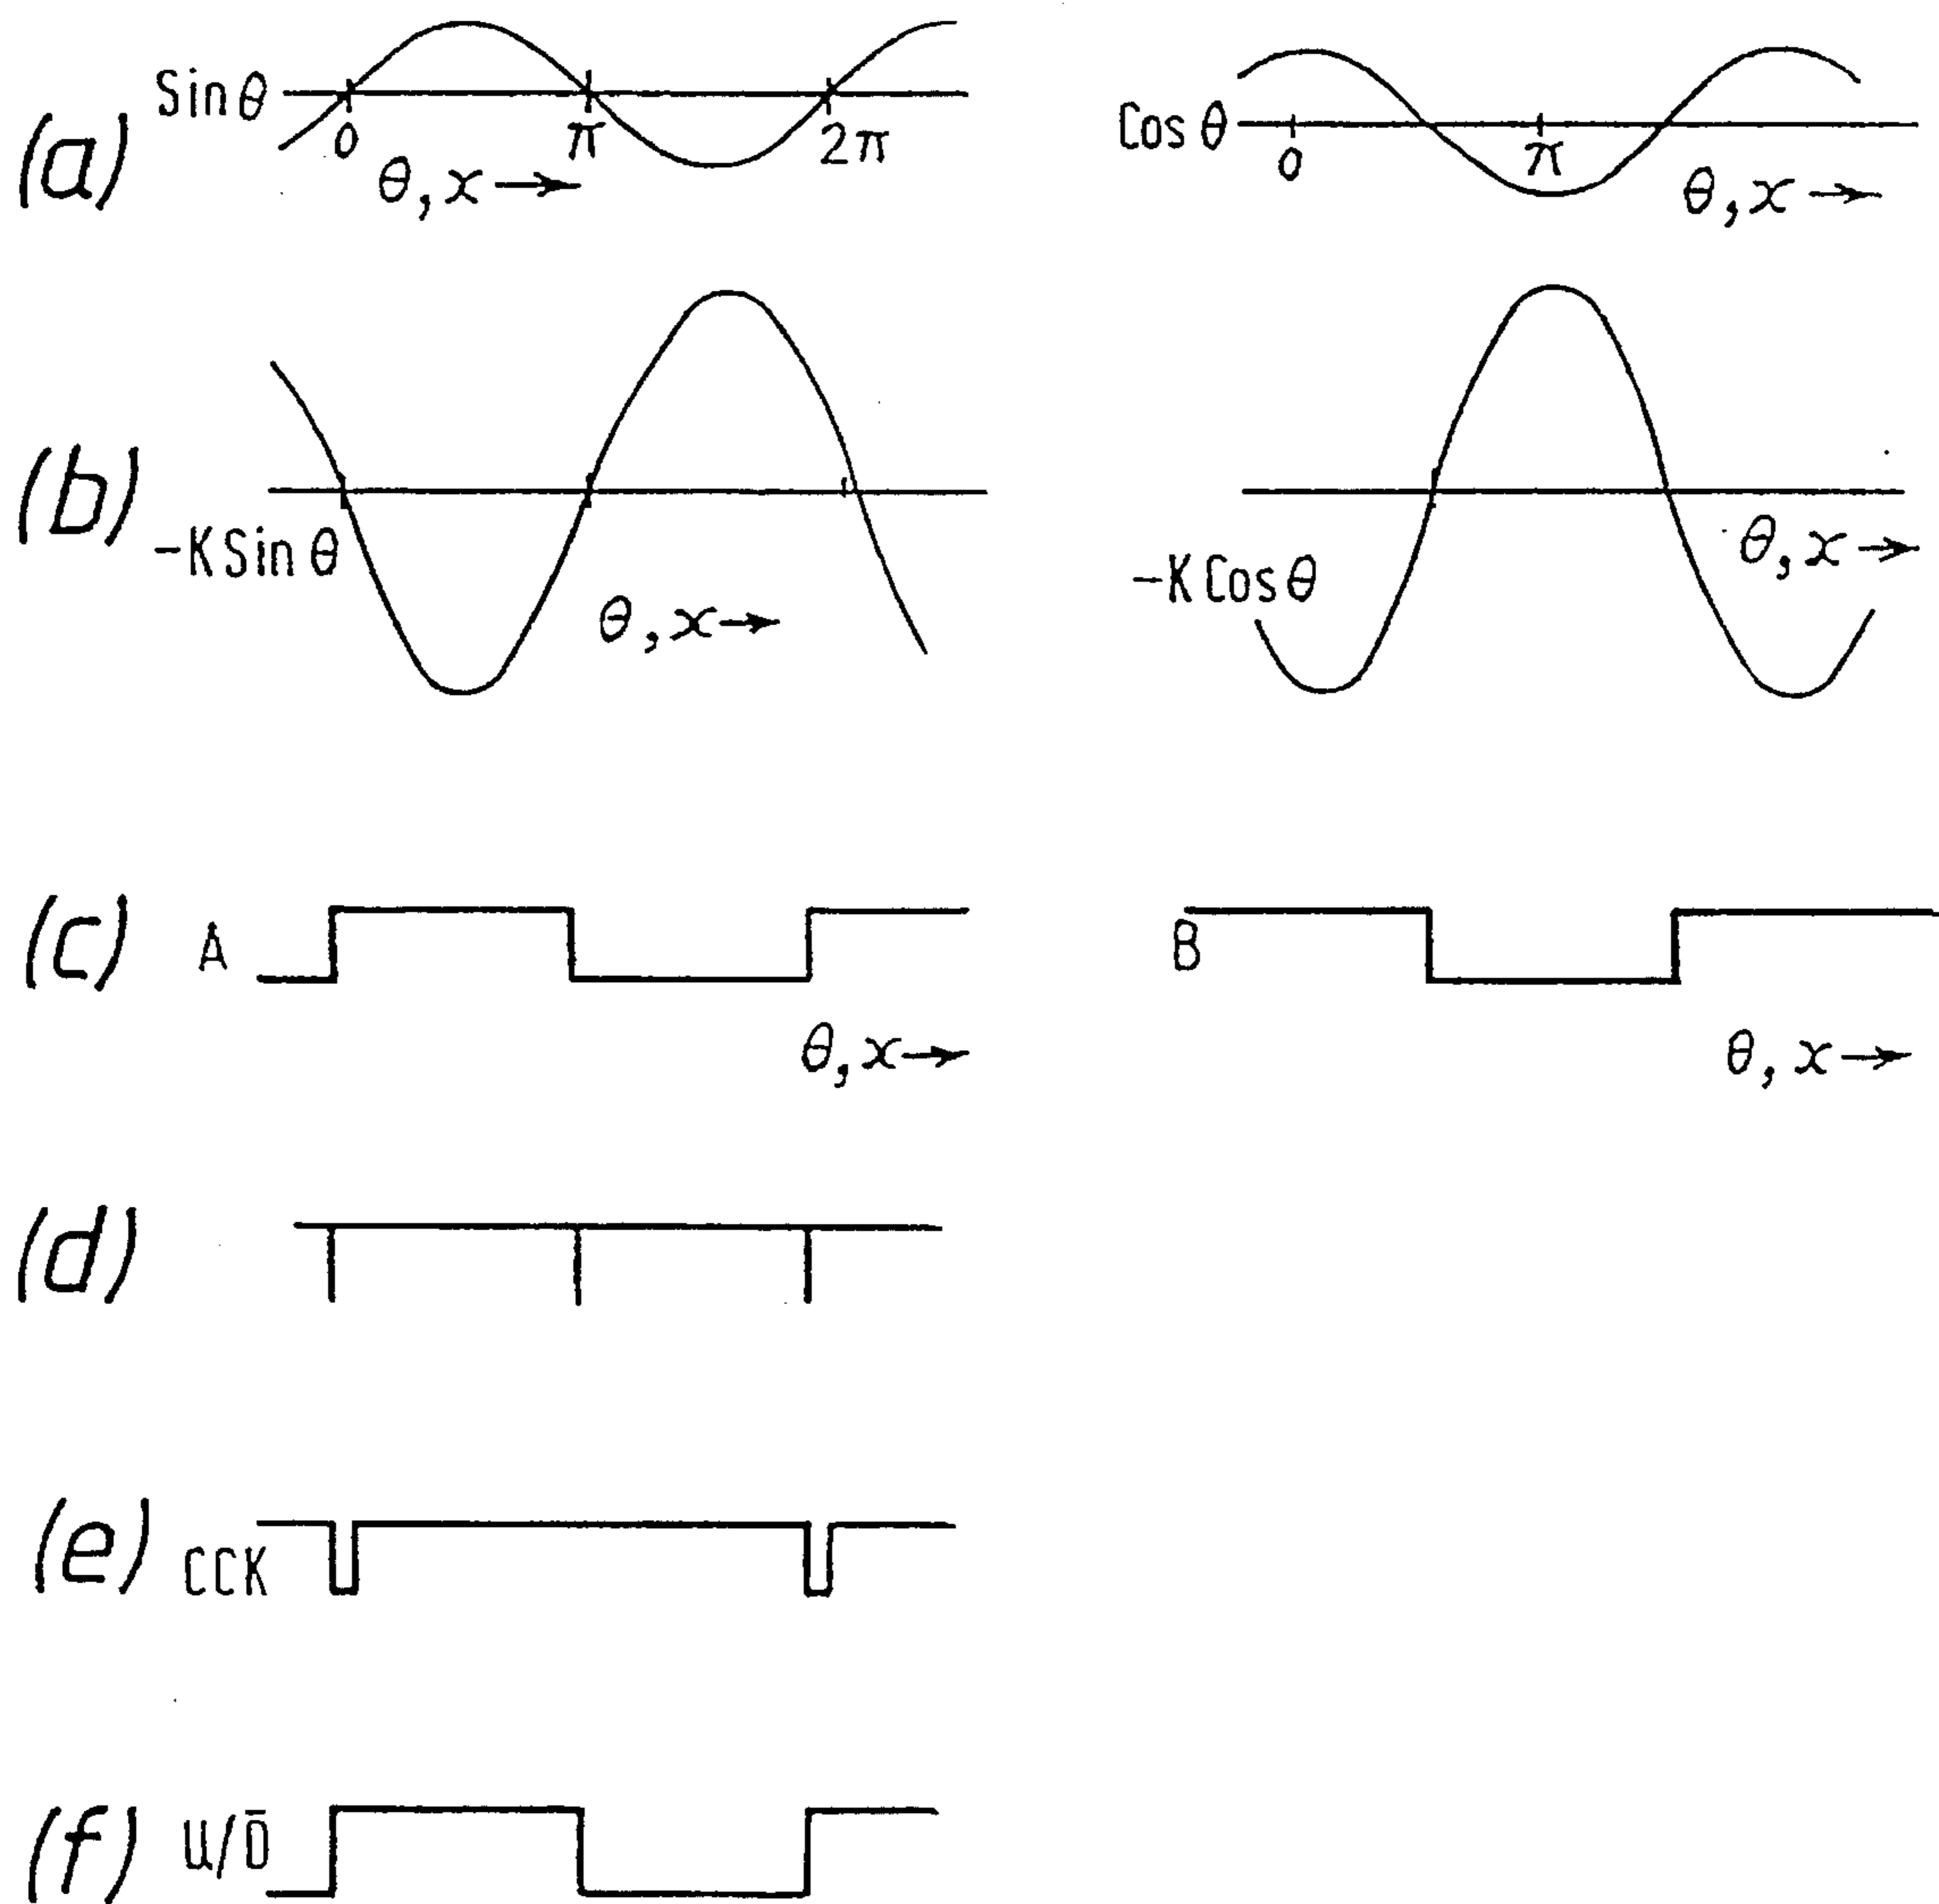 (a)
Sin θ
0
π
2π
θ, x →
Cos θ
0
π
θ, x →
(b)
-K Sin θ
θ, x →
-K Cos θ
θ, x →
(c)
A
θ, x →
B
θ, x →
(d)
(e)
CCK
(f)
U/D̄